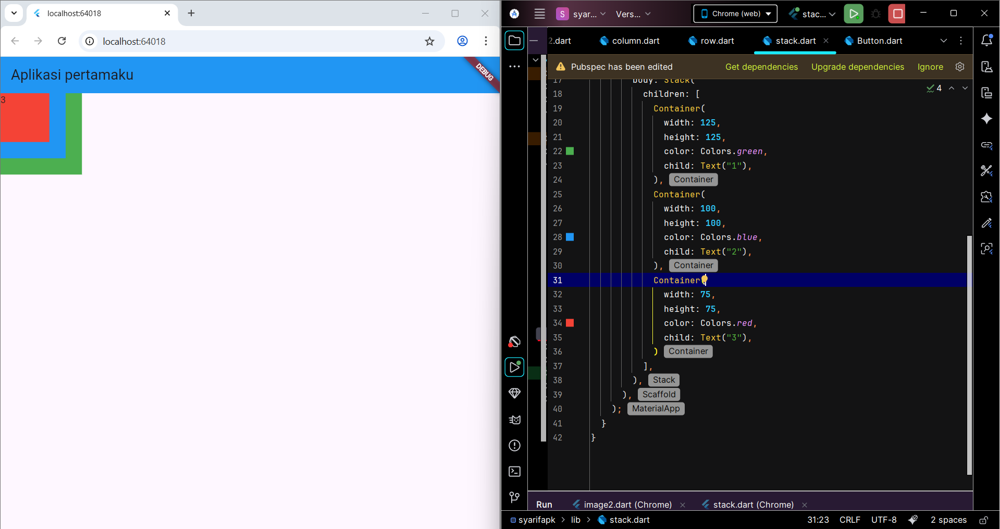 localhost:64018
localhost:64018
Aplikasi pertamaku
DEBUG
3
S syar... Vers... Chrome (web) stac...
2.dart column.dart row.dart stack.dart Button.dart
Pubspec has been edited Get dependencies Upgrade dependencies Ignore
17 body: Stack(
4
18 children: [
19 Container(
20 width: 125,
21 height: 125,
22 color: Colors.green,
23 child: Text("1"),
24 ), Container
25 Container(
26 width: 100,
27 height: 100,
28 color: Colors.blue,
29 child: Text("2"),
30 ), Container
31 Container
32 width: 75,
33 height: 75,
34 color: Colors.red,
35 child: Text("3"),
36 ) Container
37 ],
38 ), Stack
39 ), Scaffold
40 ); MaterialApp
41 }
42 }
Run image2.dart (Chrome) stack.dart (Chrome)
syarifapk > lib > stack.dart 31:23 CRLF UTF-8 2 spaces